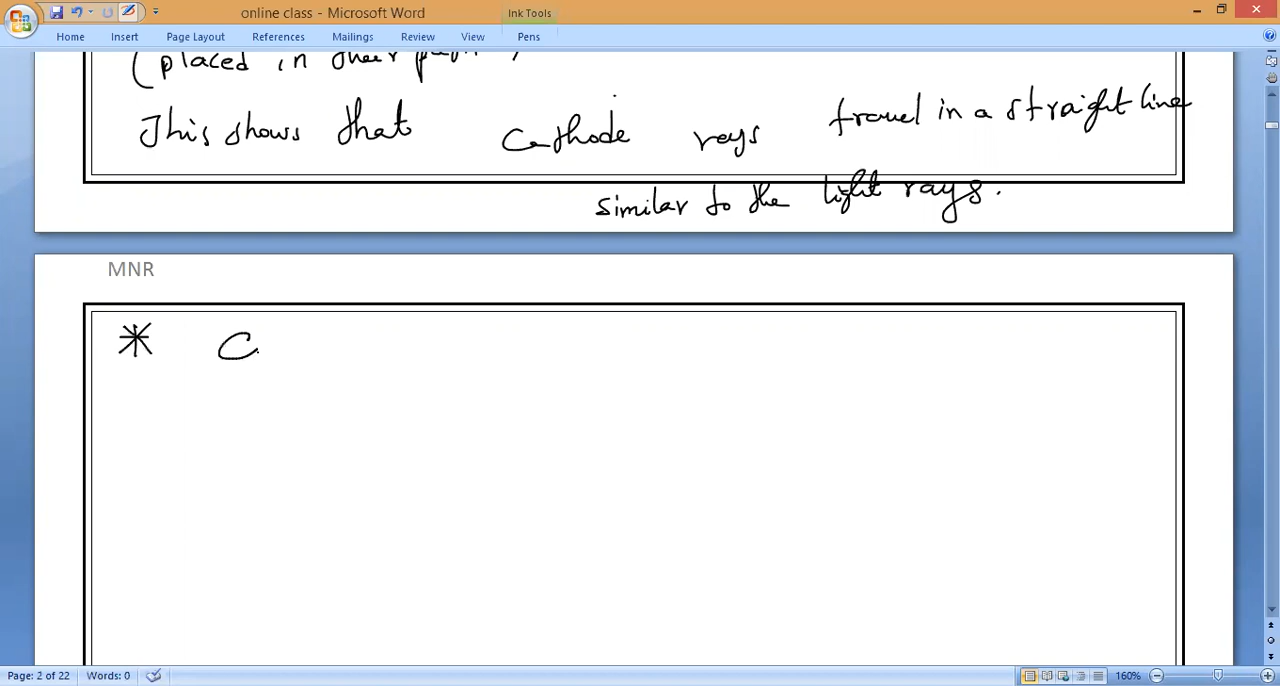 online class - Microsoft Word
Ink Tools
Home Insert Page Layout References Mailings Review View Pens
(placed in their path)
This shows that cathode rays travel in a straight line
similar to the light rays.
MNR
* C
Page: 2 of 22 Words: 0 160%